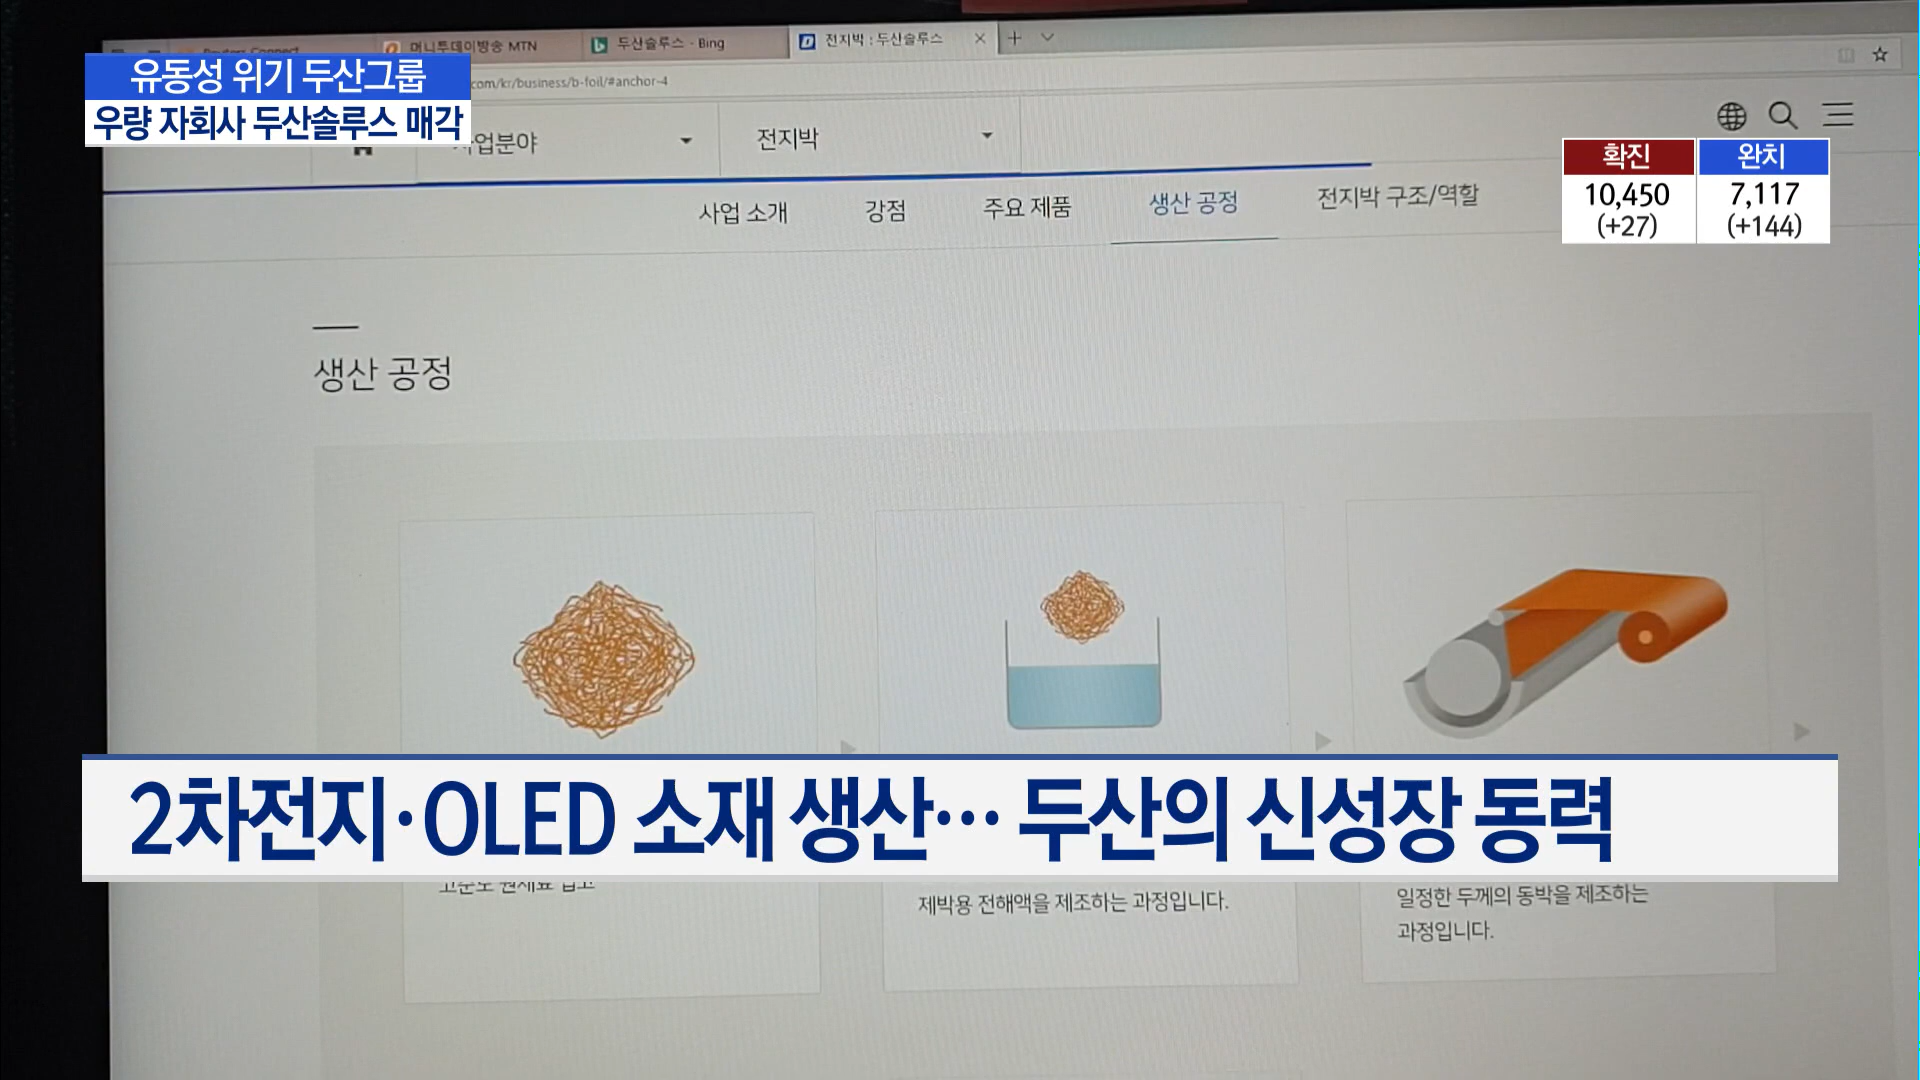 머니투데이방송 MTN
두산솔루스 - Bing
전지박 : 두산솔루스
com/kr/business/b-foil/#anchor-4
유동성 위기 두산그룹
우량 자회사 두산솔루스 매각
업분야
전지박
확진
완치
10,450
(+27)
7,117
(+144)
사업 소개
강점
주요 제품
생산 공정
전지박 구조/역할
생산 공정
2차전지·OLED 소재 생산… 두산의 신성장 동력
제박용 전해액을 제조하는 과정입니다.
일정한 두께의 동박을 제조하는
과정입니다.